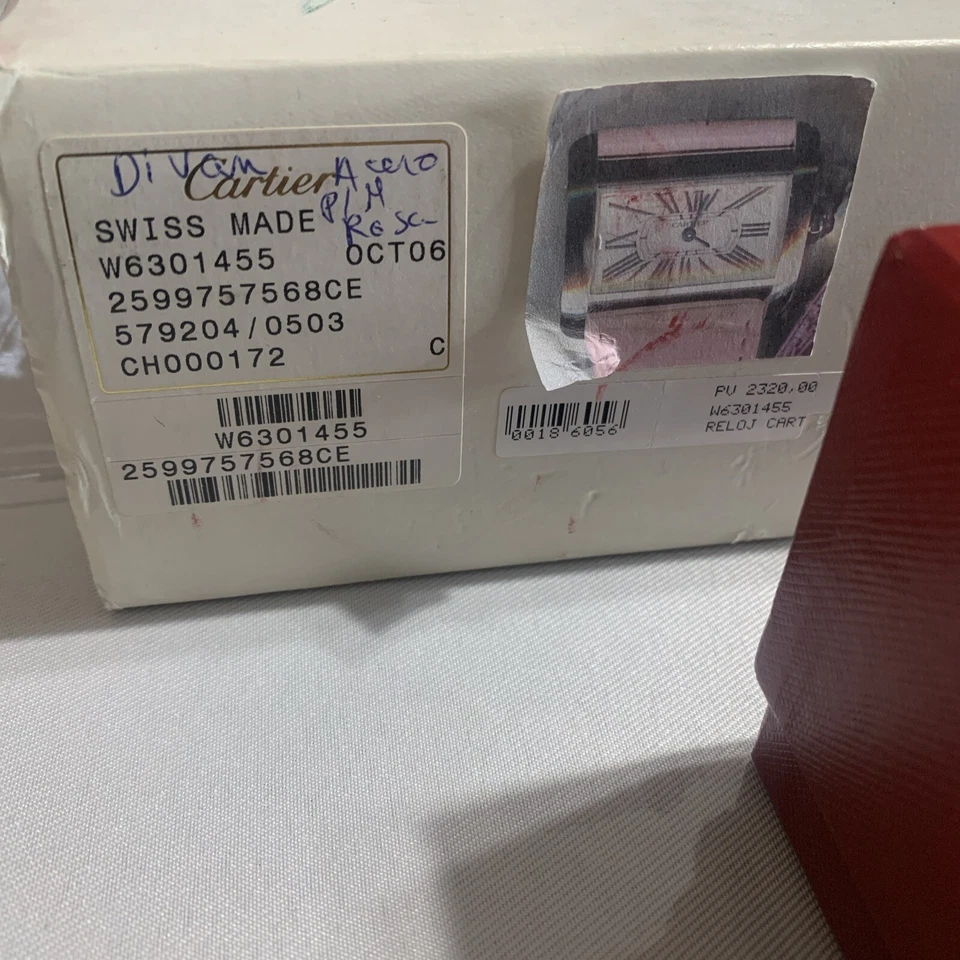 Divan Acero
Cartier P/M
SWISS MADE Rosa-
W6301455 OCT06
2599757568CE
579204/0503
CH000172 C
W6301455
2599757568CE
CARTIER
0018 6056
PV 2320,00
W6301455
RELOJ CART